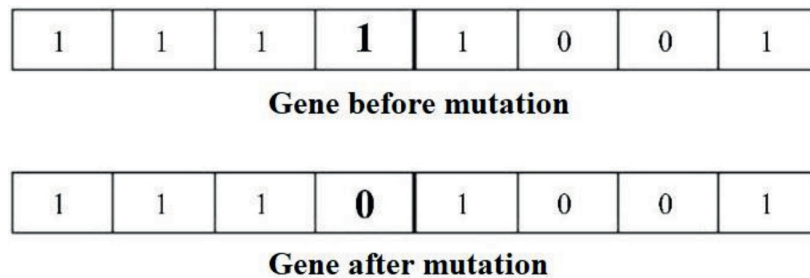 1 1 1 1 1 0 0 1
Gene before mutation
1 1 1 0 1 0 0 1
Gene after mutation